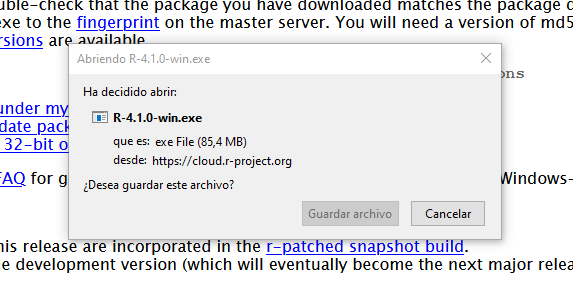 uble-check that the package you have downloaded matches the package d
exe to the fingerprint on the master server. You will need a version of md5
ersions are available
Abriendo R-4.1.0-win.exe
Ha decidido abrir:
ons
R-4.1.0-win.exe
under my
que es: exe File (85,4 MB)
date pack
desde: https://cloud.r-project.org
32-bit o
FAQ for g
¿Desea guardar este archivo?
Windows-
Guardar archivo Cancelar
his release are incorporated in the r-patched snapshot build.
e development version (which will eventually become the next major relea